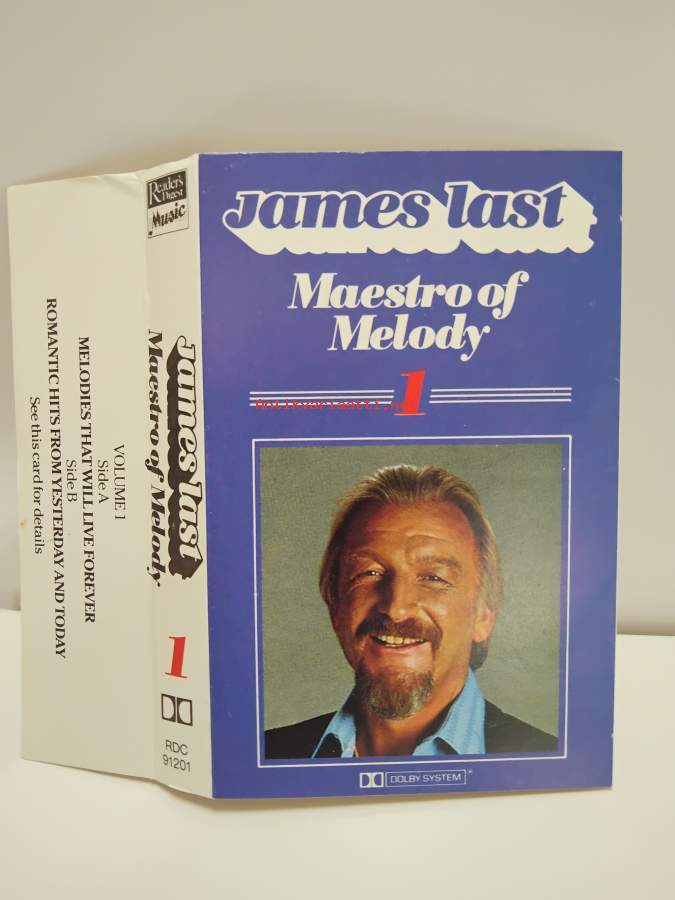 VOLUME 1
Side A
MELODIES THAT WILL LIVE FOREVER
Side B
ROMANTIC HITS FROM YESTERDAY AND TODAY
See this card for details
Reader's
Digest
Music
James Last
Maestro of Melody
1
RDC
91201
James Last
Maestro of
Melody
1
Antikvariaatti.net
DOLBY SYSTEM®